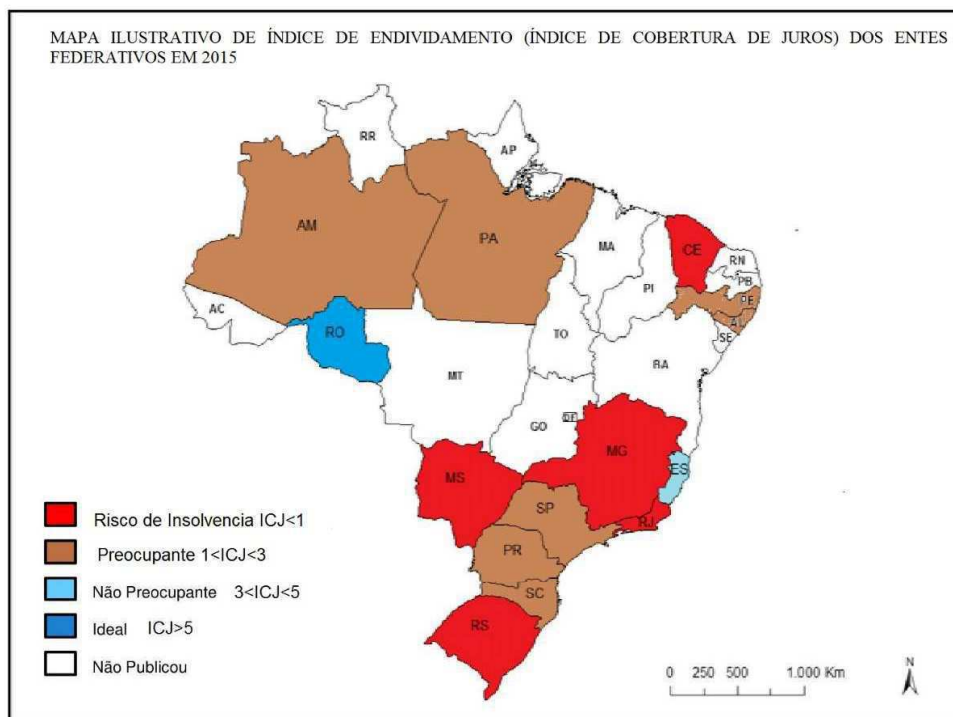 MAPA ILUSTRATIVO DE ÍNDICE DE ENDIVIDAMENTO (ÍNDICE DE COBERTURA DE JUROS) DOS ENTES
FEDERATIVOS EM 2015
RR
AP
AM
PA
MA
CE
RN
PB
PI
PE
AL
SE
AC
RO
TO
BA
MT
GO
DF
MG
ES
MS
SP
RJ
PR
SC
RS
Risco de Insolvencia ICJ<1
Preocupante 1<ICJ<3
Não Preocupante 3<ICJ<5
Ideal ICJ>5
Não Publicou
0 250 500 1.000 Km
N